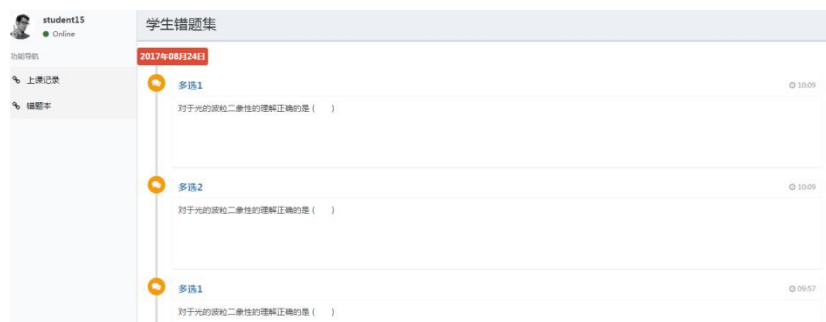 student15
Online
学生错题集
功能导航
上课记录
错题本
2017年08月24日
多选1
10:09
对于光的波粒二象性的理解正确的是 (  )
多选2
10:09
对于光的波粒二象性的理解正确的是 (  )
多选1
09:57
对于光的波粒二象性的理解正确的是 (  )